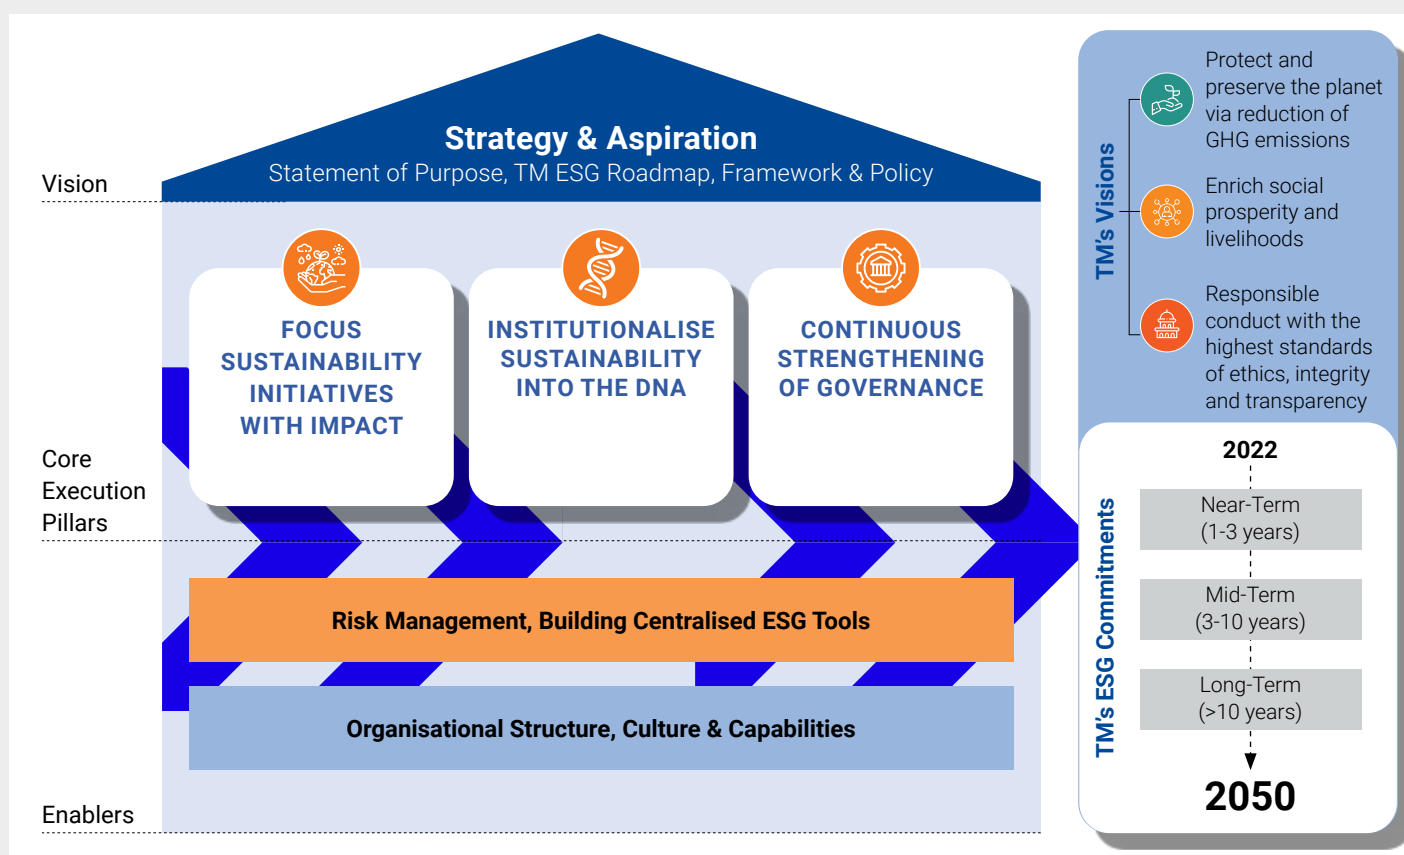 Strategy & Aspiration
Statement of Purpose, TM ESG Roadmap, Framework & Policy
Vision
FOCUS
SUSTAINABILITY
INITIATIVES
WITH IMPACT
INSTITUTIONALISE
SUSTAINABILITY
INTO THE DNA
CONTINUOUS
STRENGTHENING
OF GOVERNANCE
Core
Execution
Pillars
Risk Management, Building Centralised ESG Tools
Organisational Structure, Culture & Capabilities
Enablers
TM's Visions
Protect and
preserve the planet
via reduction of
GHG emissions
Enrich social
prosperity and
livelihoods
Responsible
conduct with the
highest standards
of ethics, integrity
and transparency
TM's ESG Commitments
2022
Near-Term
(1-3 years)
Mid-Term
(3-10 years)
Long-Term
(>10 years)
2050